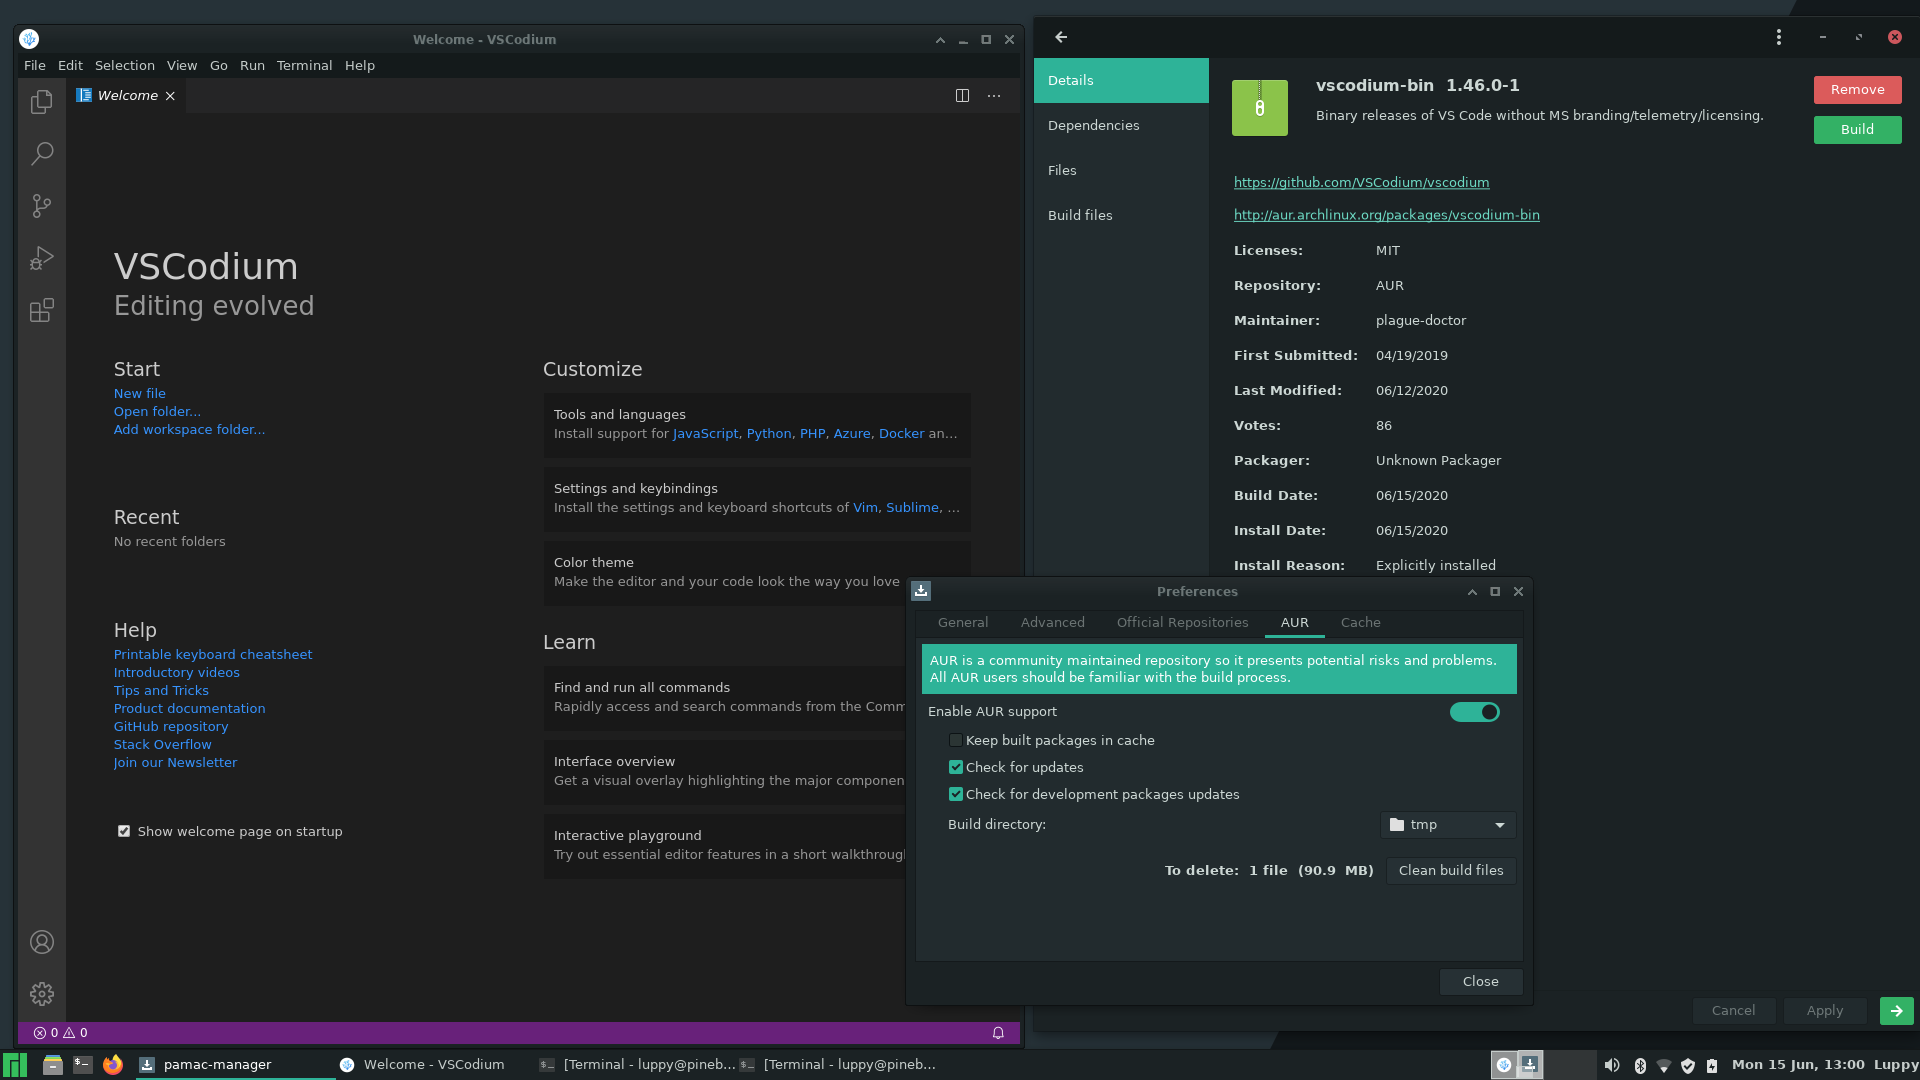 Welcome - VSCodium
File Edit Selection View Go Run Terminal Help
Welcome
VSCodium
Editing evolved
Start
New file
Open folder...
Add workspace folder...
Recent
No recent folders
Help
Printable keyboard cheatsheet
Introductory videos
Tips and Tricks
Product documentation
GitHub repository
Stack Overflow
Join our Newsletter
Show welcome page on startup
Customize
Tools and languages
Install support for JavaScript, Python, PHP, Azure, Docker an...
Settings and keybindings
Install the settings and keyboard shortcuts of Vim, Sublime, ...
Color theme
Make the editor and your code look the way you love
Learn
Find and run all commands
Rapidly access and search commands from the Comm
Interface overview
Get a visual overlay highlighting the major componen
Interactive playground
Try out essential editor features in a short walkthroug
0 0
Details
Dependencies
Files
Build files
vscodium-bin 1.46.0-1
Binary releases of VS Code without MS branding/telemetry/licensing.
Remove
Build
https://github.com/VSCodium/vscodium
http://aur.archlinux.org/packages/vscodium-bin
Licenses: MIT
Repository: AUR
Maintainer: plague-doctor
First Submitted: 04/19/2019
Last Modified: 06/12/2020
Votes: 86
Packager: Unknown Packager
Build Date: 06/15/2020
Install Date: 06/15/2020
Install Reason: Explicitly installed
Preferences
General Advanced Official Repositories AUR Cache
AUR is a community maintained repository so it presents potential risks and problems.
All AUR users should be familiar with the build process.
Enable AUR support
Keep built packages in cache
Check for updates
Check for development packages updates
Build directory: tmp
To delete: 1 file (90.9 MB) Clean build files
Close
Cancel Apply
pamac-manager Welcome - VSCodium [Terminal - luppy@pineb... [Terminal - luppy@pineb... Mon 15 Jun, 13:00 Luppy